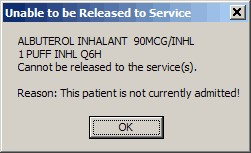 Unable to be Released to Service
ALBUTEROL INHALANT 90MCG/INHL
1 PUFF INHL Q6H
Cannot be released to the service(s).
Reason: This patient is not currently admitted!
OK